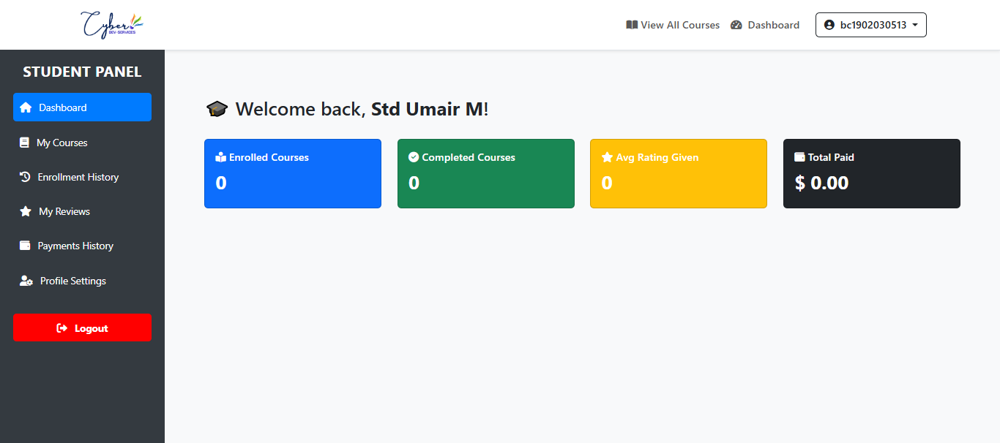 Cyber
DEV-SERVICES
View All Courses
Dashboard
bc1902030513
STUDENT PANEL
Dashboard
My Courses
Enrollment History
My Reviews
Payments History
Profile Settings
Logout
Welcome back, Std Umair M!
Enrolled Courses
0
Completed Courses
0
Avg Rating Given
0
Total Paid
$ 0.00